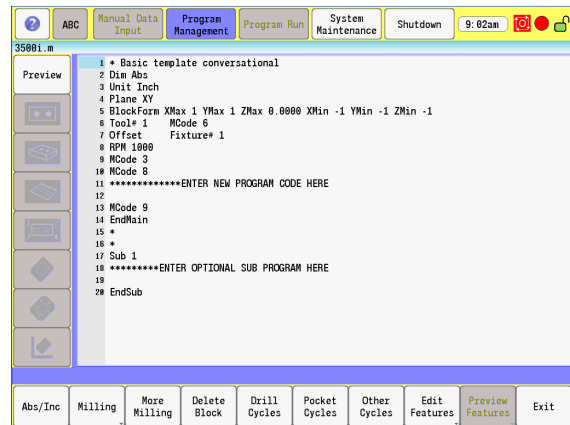 ?
ABC
Manual Data Input
Program Management
Program Run
System Maintenance
Shutdown
9:02am
3500i.m
Preview
1 * Basic template conversational
2 Dim Abs
3 Unit Inch
4 Plane XY
5 BlockForm XMax 1 YMax 1 ZMax 0.0000 XMin -1 YMin -1 ZMin -1
6 Tool# 1 MCode 6
7 Offset Fixture# 1
8 RPM 1000
9 MCode 3
10 MCode 8
11 *************ENTER NEW PROGRAM CODE HERE
12
13 MCode 9
14 EndMain
15 *
16 *
17 Sub 1
18 *********ENTER OPTIONAL SUB PROGRAM HERE
19
20 EndSub
Abs/Inc
Milling
More Milling
Delete Block
Drill Cycles
Pocket Cycles
Other Cycles
Edit Features
Preview Features
Exit